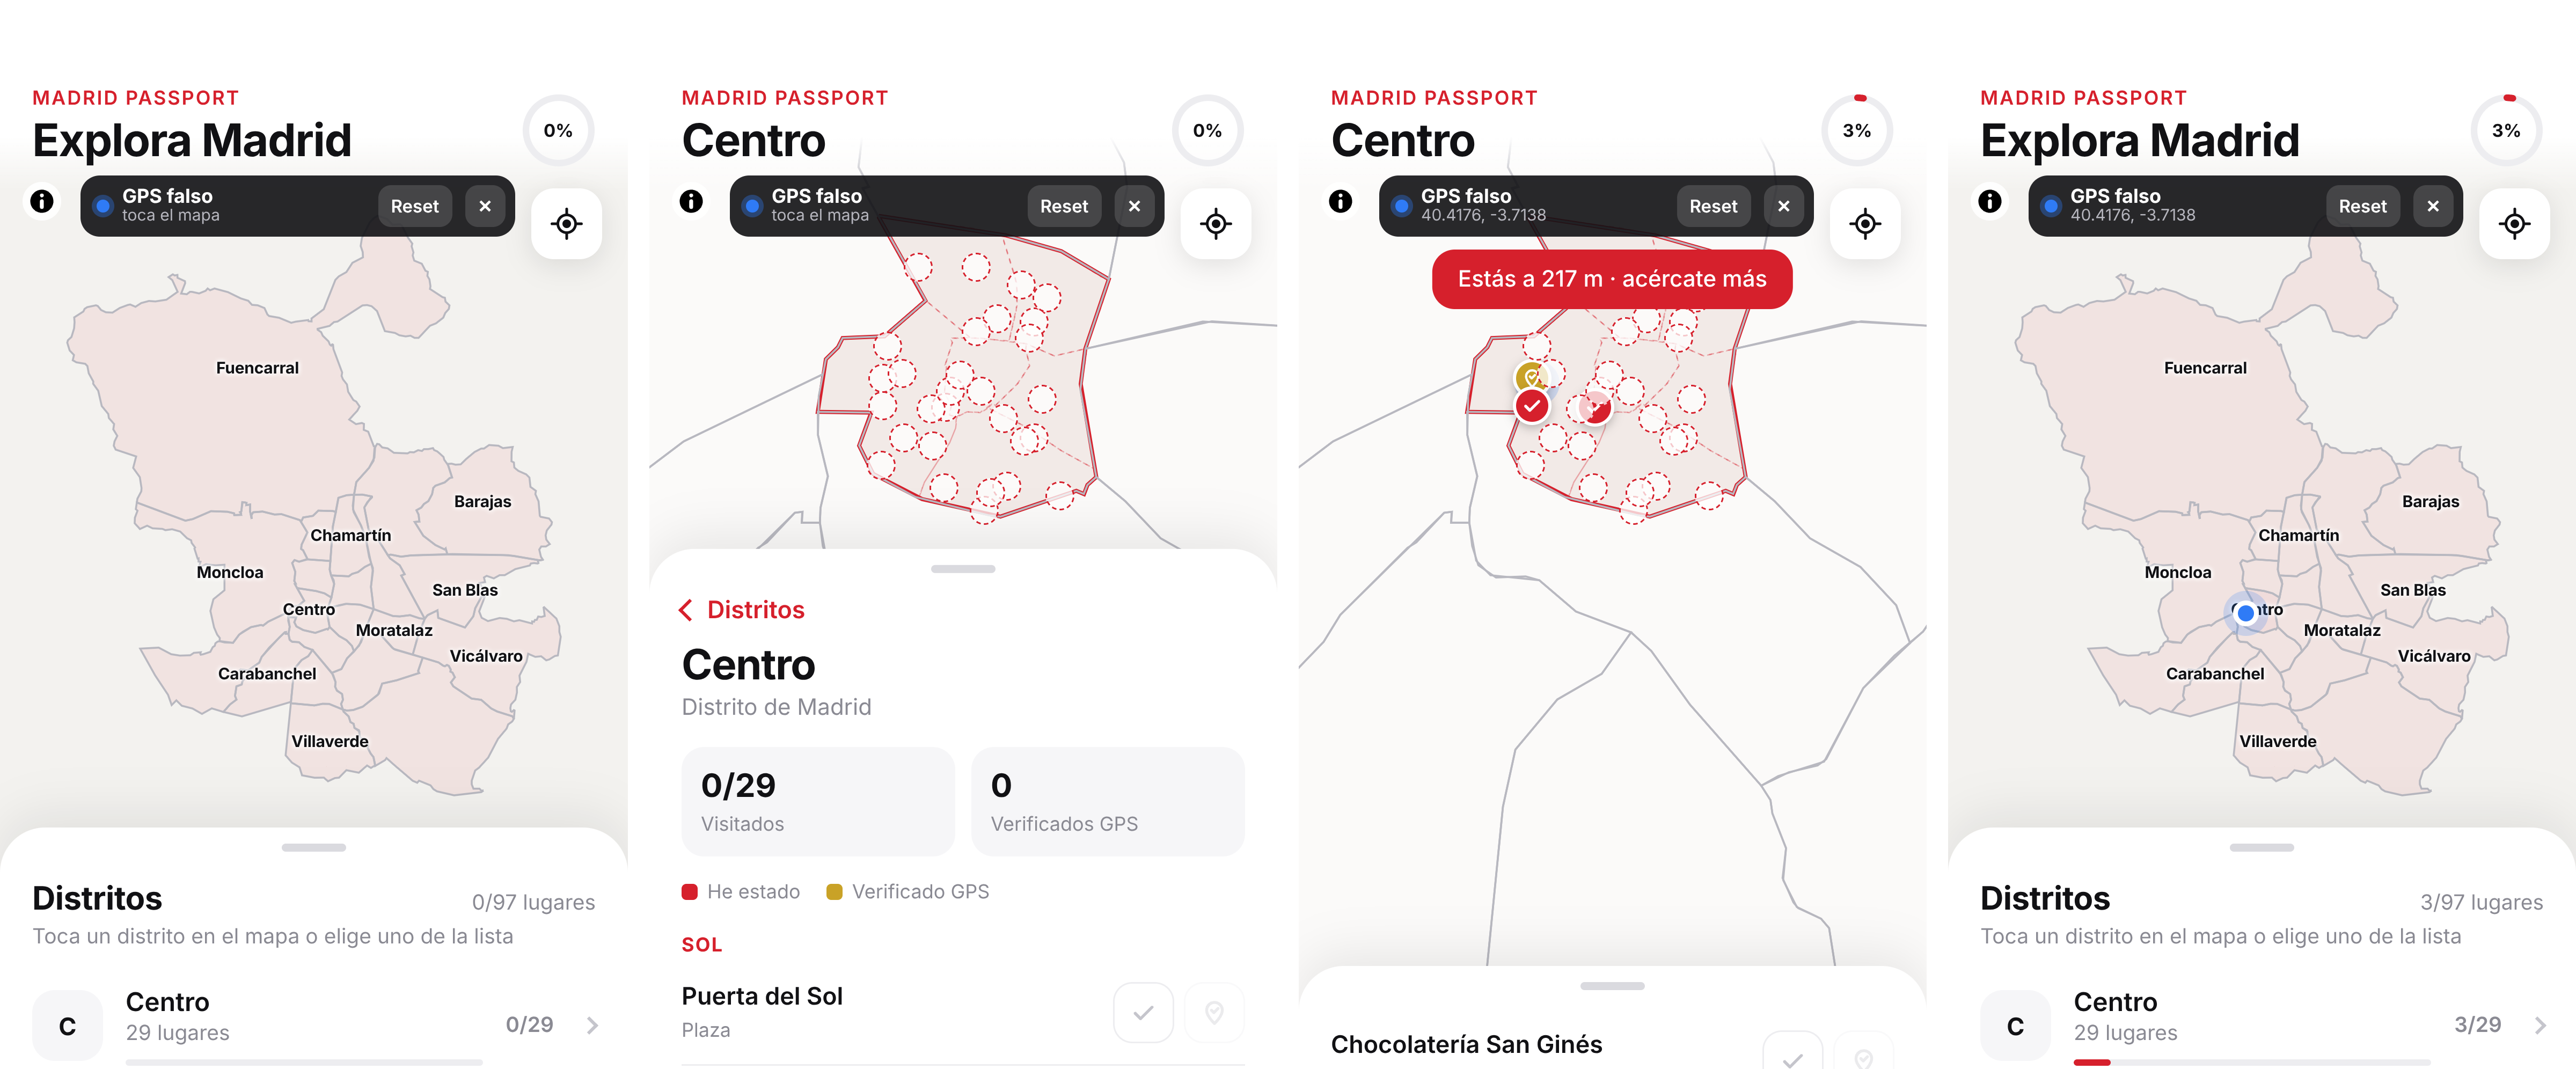 MADRID PASSPORT
Explora Madrid
0%
GPS falso
toca el mapa
Reset
Fuencarral
Barajas
Chamartín
Moncloa
San Blas
Centro
Moratalaz
Vicálvaro
Carabanchel
Villaverde
Distritos
0/97 lugares
Toca un distrito en el mapa o elige uno de la lista
C
Centro
29 lugares
0/29
MADRID PASSPORT
Centro
0%
GPS falso
toca el mapa
Reset
Distritos
Centro
Distrito de Madrid
0/29
Visitados
0
Verificados GPS
He estado
Verificado GPS
SOL
Puerta del Sol
Plaza
MADRID PASSPORT
Centro
3%
GPS falso
40.4176, -3.7138
Reset
Estás a 217 m · acércate más
Chocolatería San Ginés
MADRID PASSPORT
Explora Madrid
3%
GPS falso
40.4176, -3.7138
Reset
Fuencarral
Barajas
Chamartín
Moncloa
San Blas
Centro
Moratalaz
Vicálvaro
Carabanchel
Villaverde
Distritos
3/97 lugares
Toca un distrito en el mapa o elige uno de la lista
C
Centro
29 lugares
3/29